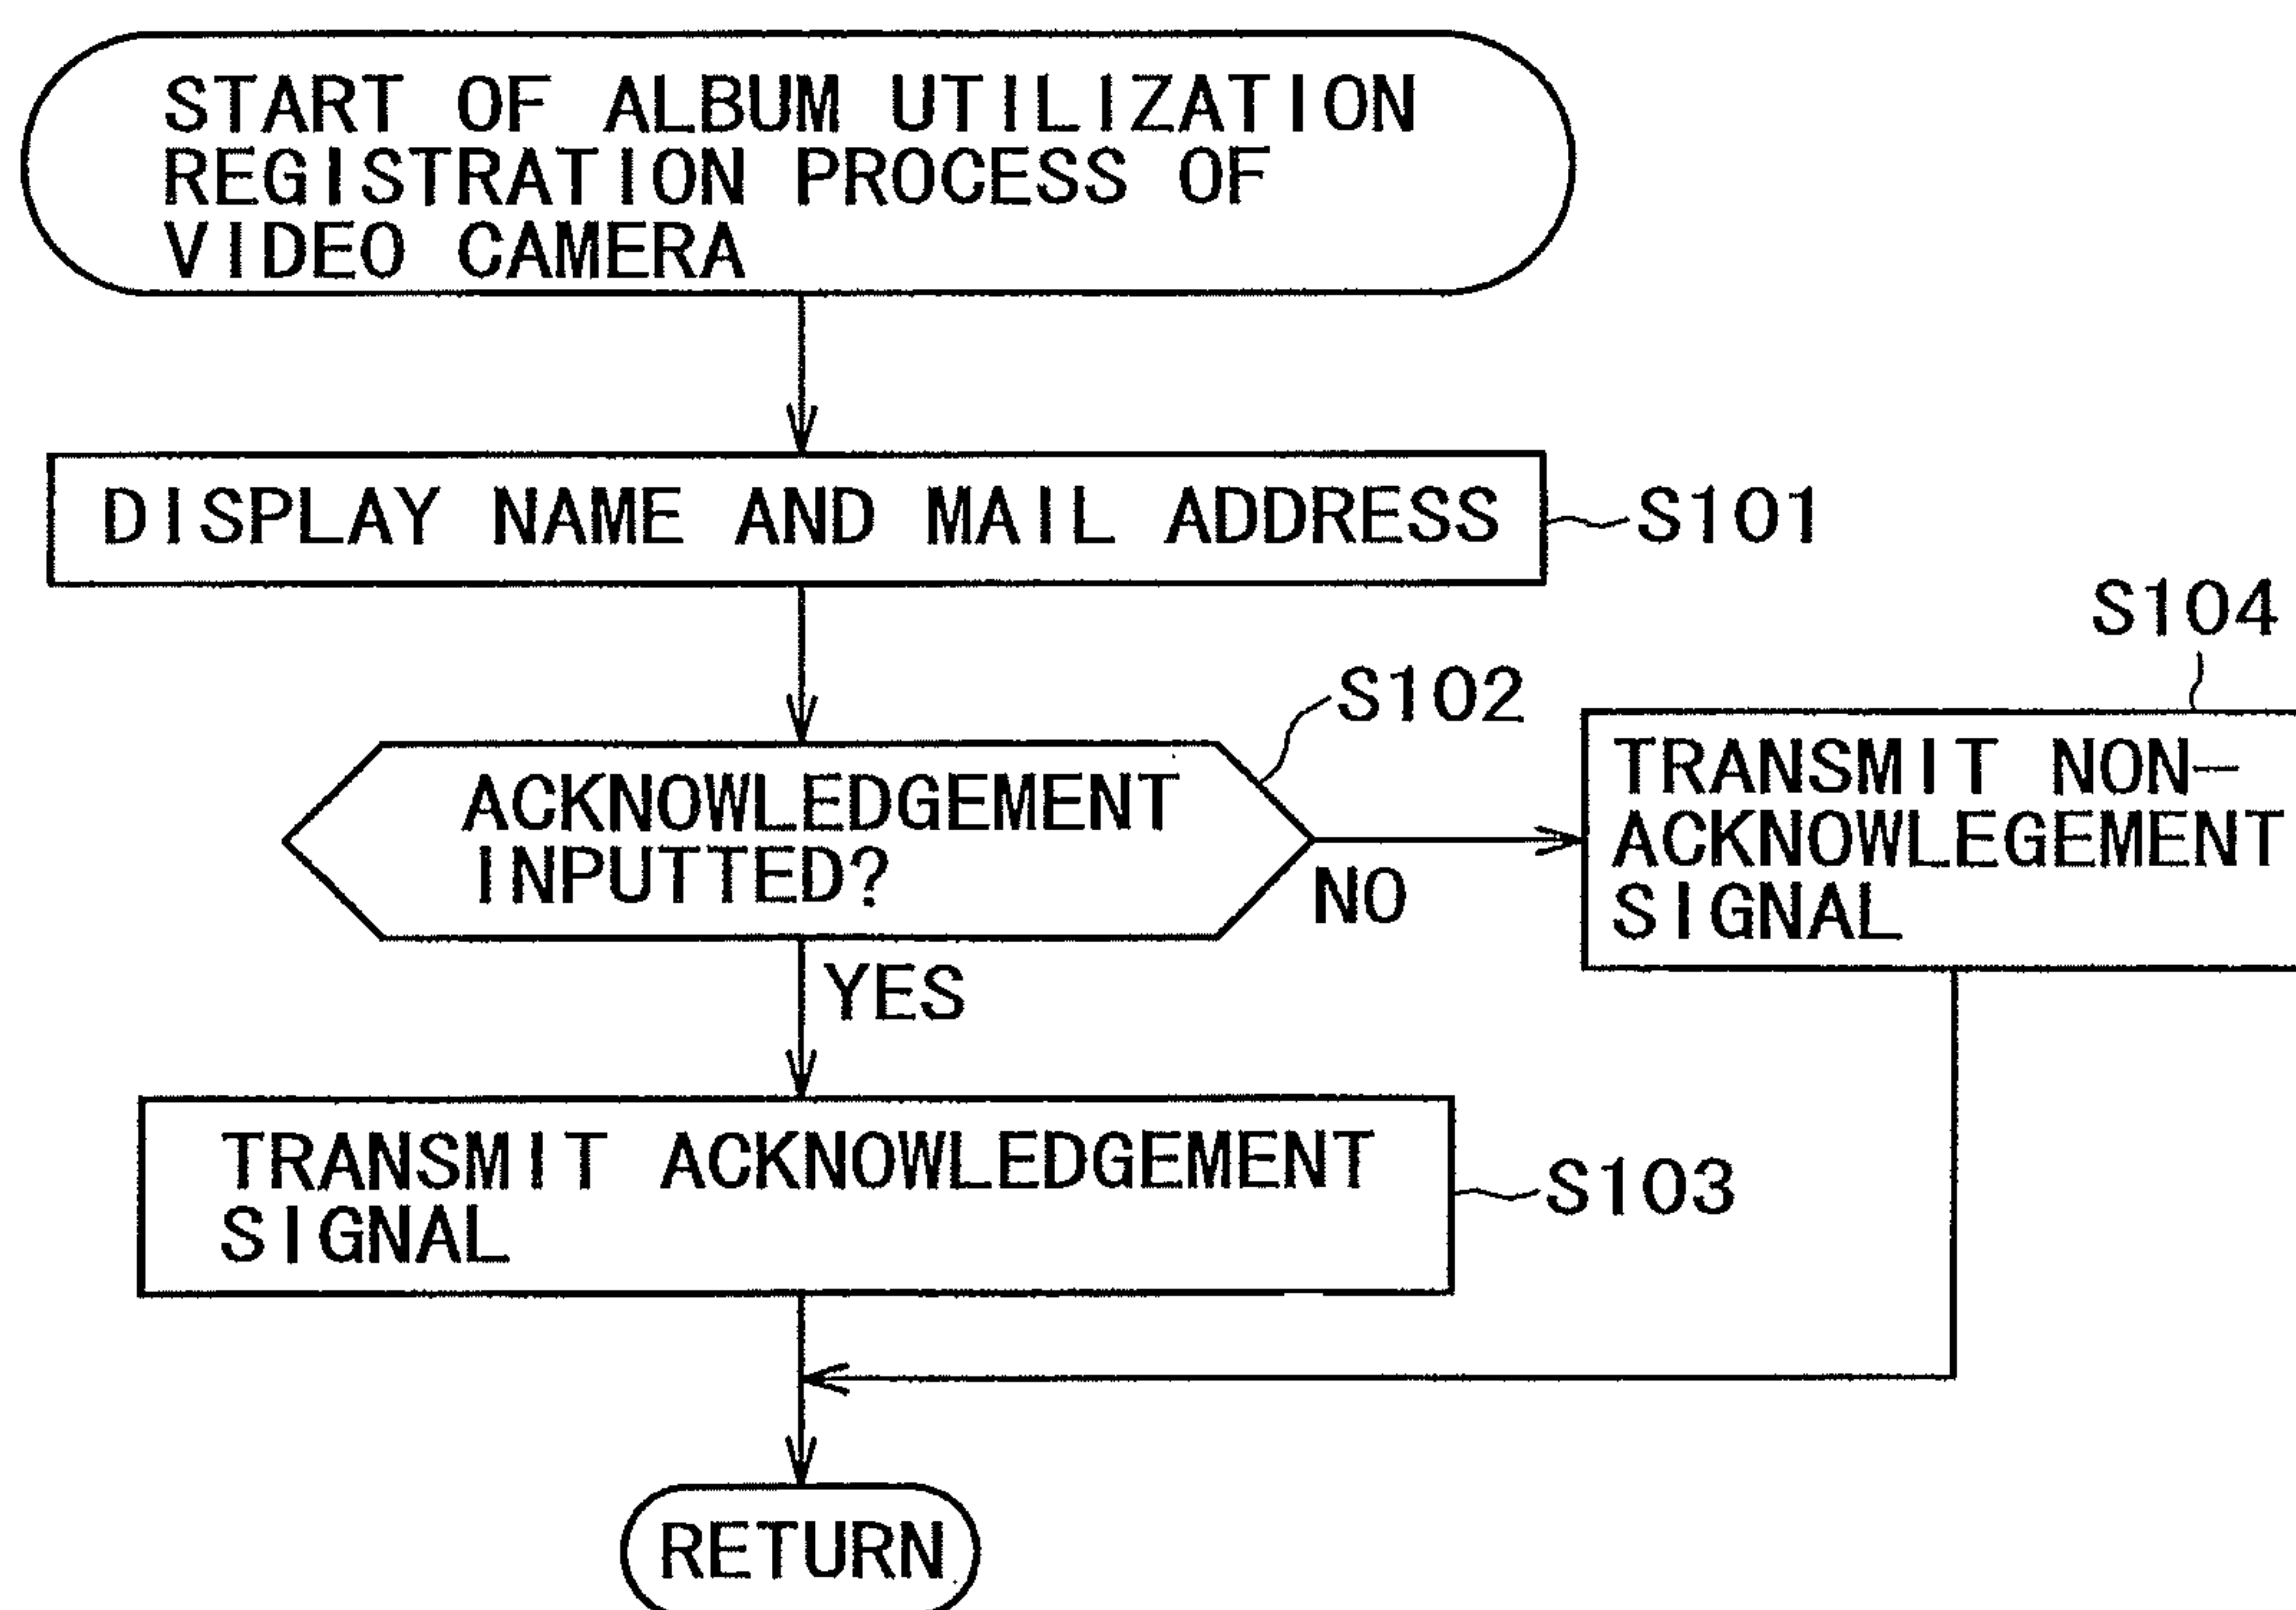 START OF ALBUM UTILIZATION
REGISTRATION PROCESS OF
VIDEO CAMERA
DISPLAY NAME AND MAIL ADDRESS
S101
S104
S102
ACKNOWLEDGEMENT
INPUTTED?
NO
TRANSMIT NON-
ACKNOWLEGEMENT
SIGNAL
YES
TRANSMIT ACKNOWLEDGEMENT
SIGNAL
S103
RETURN